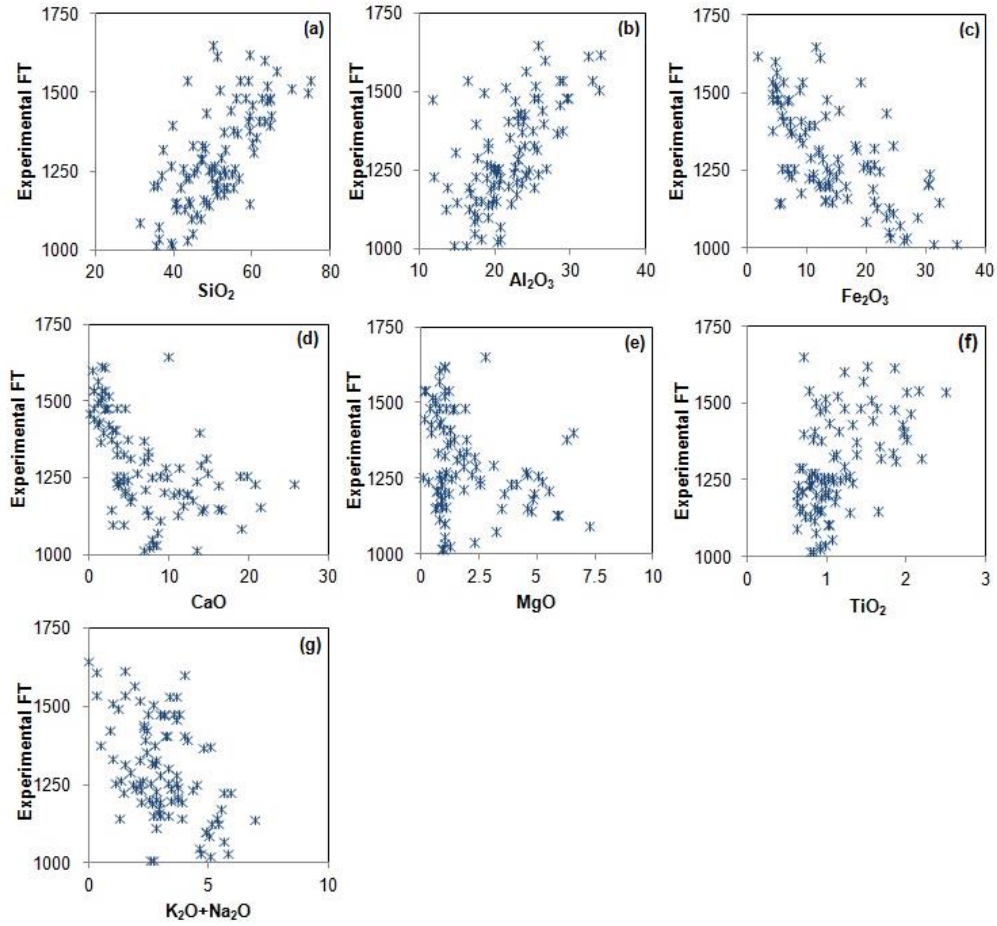 (a)
Experimental FT
1750
1500
1250
1000
20 40 60 80
SiO₂
(b)
Experimental FT
1750
1500
1250
1000
10 20 30 40
Al₂O₃
(c)
Experimental FT
1750
1500
1250
1000
0 10 20 30 40
Fe₂O₃
(d)
Experimental FT
1750
1500
1250
1000
0 10 20 30
CaO
(e)
Experimental FT
1750
1500
1250
1000
0 2.5 5 7.5 10
MgO
(f)
Experimental FT
1750
1500
1250
1000
0 1 2 3
TiO₂
(g)
Experimental FT
1750
1500
1250
1000
0 5 10
K₂O+Na₂O